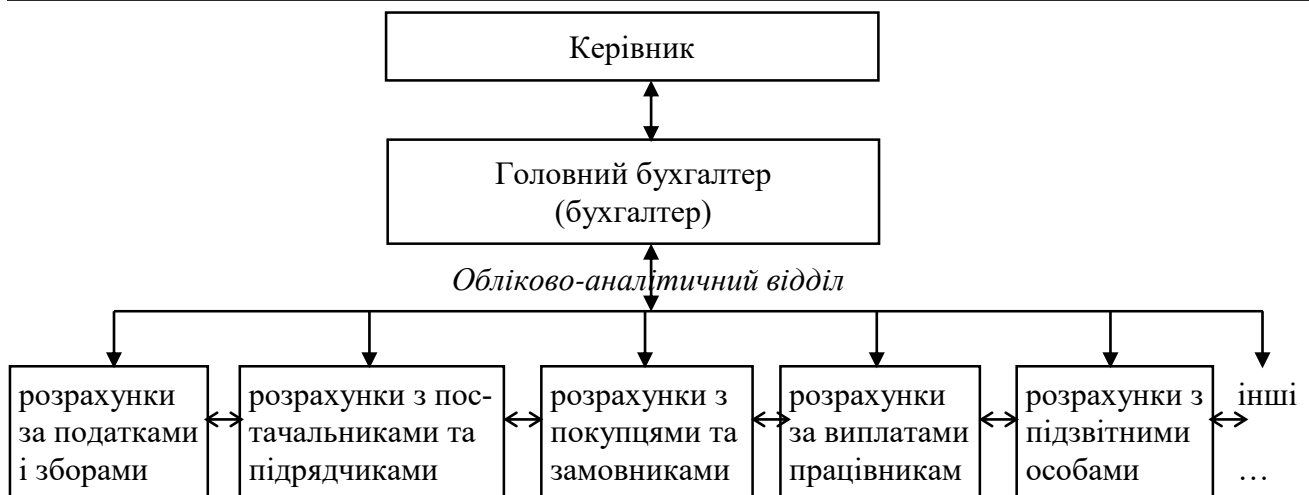 Керівник
Головний бухгалтер
(бухгалтер)
Обліково-аналітичний відділ
розрахунки
за податками
і зборами
розрахунки з пос-
тачальниками та
підрядчиками
розрахунки з
покупцями та
замовниками
розрахунки
за виплатами
працівникам
розрахунки з
підзвітними
особами
інші
…